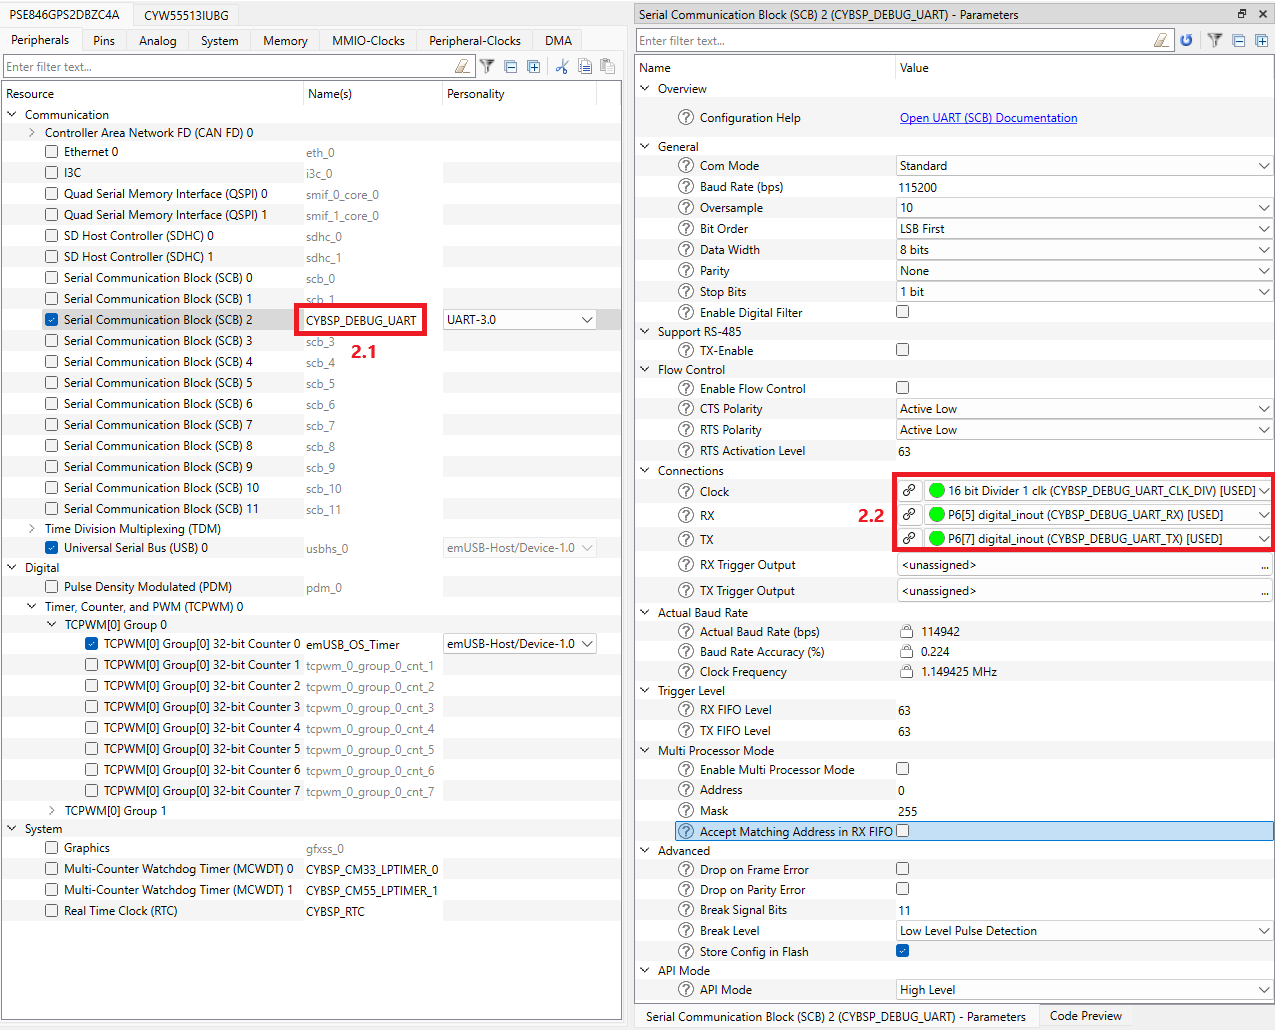 PSE846GPS2DBZC4A CYW55513IUBG
Peripherals Pins Analog System Memory MMIO-Clocks Peripheral-Clocks DMA
Enter filter text...
Resource Name(s) Personality
Communication
Controller Area Network FD (CAN FD) 0
Ethernet 0 eth_0
I3C i3c_0
Quad Serial Memory Interface (QSPI) 0 smif_0_core_0
Quad Serial Memory Interface (QSPI) 1 smif_1_core_0
SD Host Controller (SDHC) 0 sdhc_0
SD Host Controller (SDHC) 1 sdhc_1
Serial Communication Block (SCB) 0 scb_0
Serial Communication Block (SCB) 1 scb_1
Serial Communication Block (SCB) 2 CYBSP_DEBUG_UART UART-3.0
Serial Communication Block (SCB) 3 scb_3
2.1
Serial Communication Block (SCB) 4 scb_4
Serial Communication Block (SCB) 5 scb_5
Serial Communication Block (SCB) 6 scb_6
Serial Communication Block (SCB) 7 scb_7
Serial Communication Block (SCB) 8 scb_8
Serial Communication Block (SCB) 9 scb_9
Serial Communication Block (SCB) 10 scb_10
Serial Communication Block (SCB) 11 scb_11
Time Division Multiplexing (TDM)
Universal Serial Bus (USB) 0 usbhs_0 emUSB-Host/Device-1.0
Digital
Pulse Density Modulated (PDM) pdm_0
Timer, Counter, and PWM (TCPWM) 0
TCPWM[0] Group 0
TCPWM[0] Group[0] 32-bit Counter 0 emUSB_OS_Timer emUSB-Host/Device-1.0
TCPWM[0] Group[0] 32-bit Counter 1 tcpwm_0_group_0_cnt_1
TCPWM[0] Group[0] 32-bit Counter 2 tcpwm_0_group_0_cnt_2
TCPWM[0] Group[0] 32-bit Counter 3 tcpwm_0_group_0_cnt_3
TCPWM[0] Group[0] 32-bit Counter 4 tcpwm_0_group_0_cnt_4
TCPWM[0] Group[0] 32-bit Counter 5 tcpwm_0_group_0_cnt_5
TCPWM[0] Group[0] 32-bit Counter 6 tcpwm_0_group_0_cnt_6
TCPWM[0] Group[0] 32-bit Counter 7 tcpwm_0_group_0_cnt_7
TCPWM[0] Group 1
System
Graphics gfxss_0
Multi-Counter Watchdog Timer (MCWDT) 0 CYBSP_CM33_LPTIMER_0
Multi-Counter Watchdog Timer (MCWDT) 1 CYBSP_CM55_LPTIMER_1
Real Time Clock (RTC) CYBSP_RTC
Serial Communication Block (SCB) 2 (CYBSP_DEBUG_UART) - Parameters
Enter filter text...
Name Value
Overview
Configuration Help Open UART (SCB) Documentation
General
Com Mode Standard
Baud Rate (bps) 115200
Oversample 10
Bit Order LSB First
Data Width 8 bits
Parity None
Stop Bits 1 bit
Enable Digital Filter
Support RS-485
TX-Enable
Flow Control
Enable Flow Control
CTS Polarity Active Low
RTS Polarity Active Low
RTS Activation Level 63
Connections
Clock 16 bit Divider 1 clk (CYBSP_DEBUG_UART_CLK_DIV) [USED]
RX P6[5] digital_inout (CYBSP_DEBUG_UART_RX) [USED]
2.2
TX P6[7] digital_inout (CYBSP_DEBUG_UART_TX) [USED]
RX Trigger Output <unassigned> ...
TX Trigger Output <unassigned> ...
Actual Baud Rate
Actual Baud Rate (bps) 114942
Baud Rate Accuracy (%) 0.224
Clock Frequency 1.149425 MHz
Trigger Level
RX FIFO Level 63
TX FIFO Level 63
Multi Processor Mode
Enable Multi Processor Mode
Address 0
Mask 255
Accept Matching Address in RX FIFO
Advanced
Drop on Frame Error
Drop on Parity Error
Break Signal Bits 11
Break Level Low Level Pulse Detection
Store Config in Flash
API Mode
API Mode High Level
Serial Communication Block (SCB) 2 (CYBSP_DEBUG_UART) - Parameters Code Preview